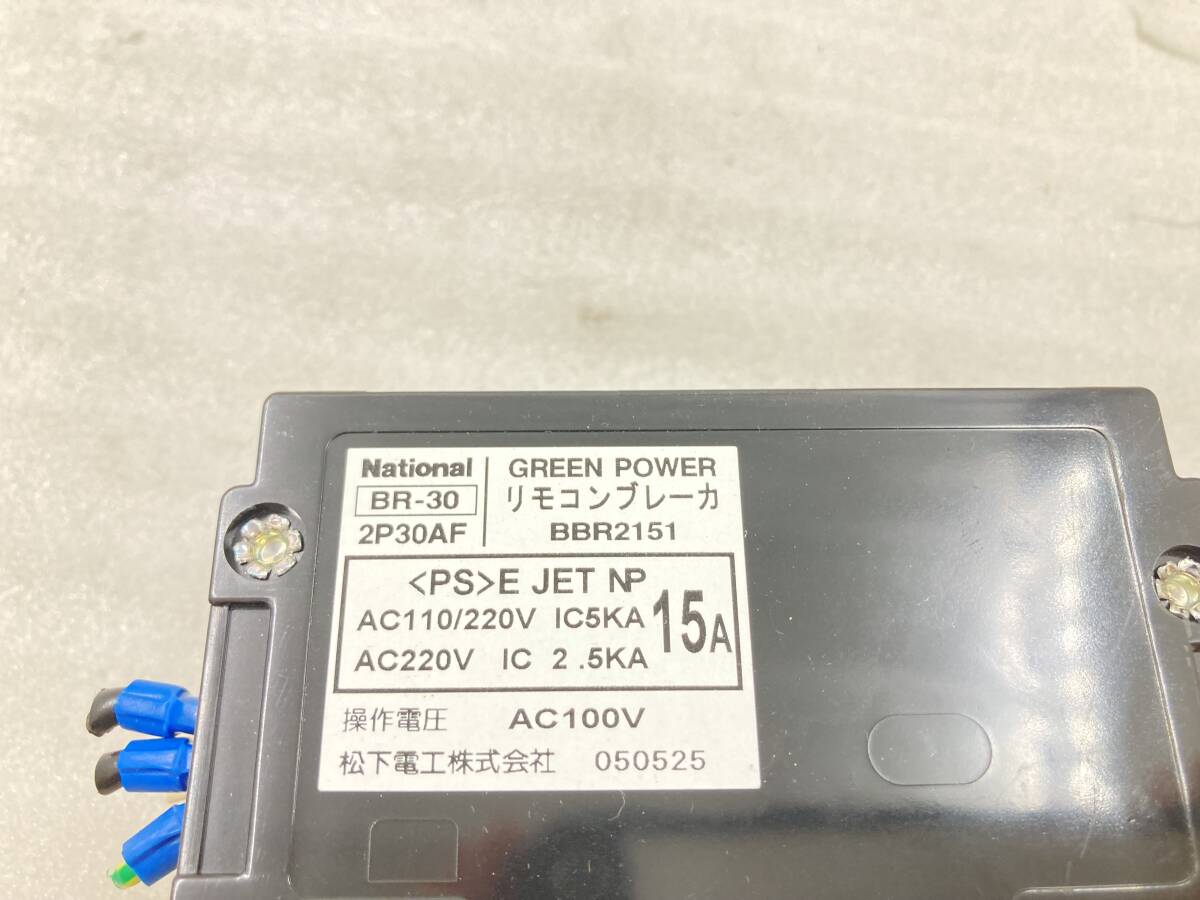 National
BR-30
2P30AF
GREEN POWER
リモコンブレーカ
BBR2151
<PS>E JET NP
AC110/220V IC5KA
AC220V IC 2.5KA
15A
操作電圧 AC100V
松下電工株式会社 050525